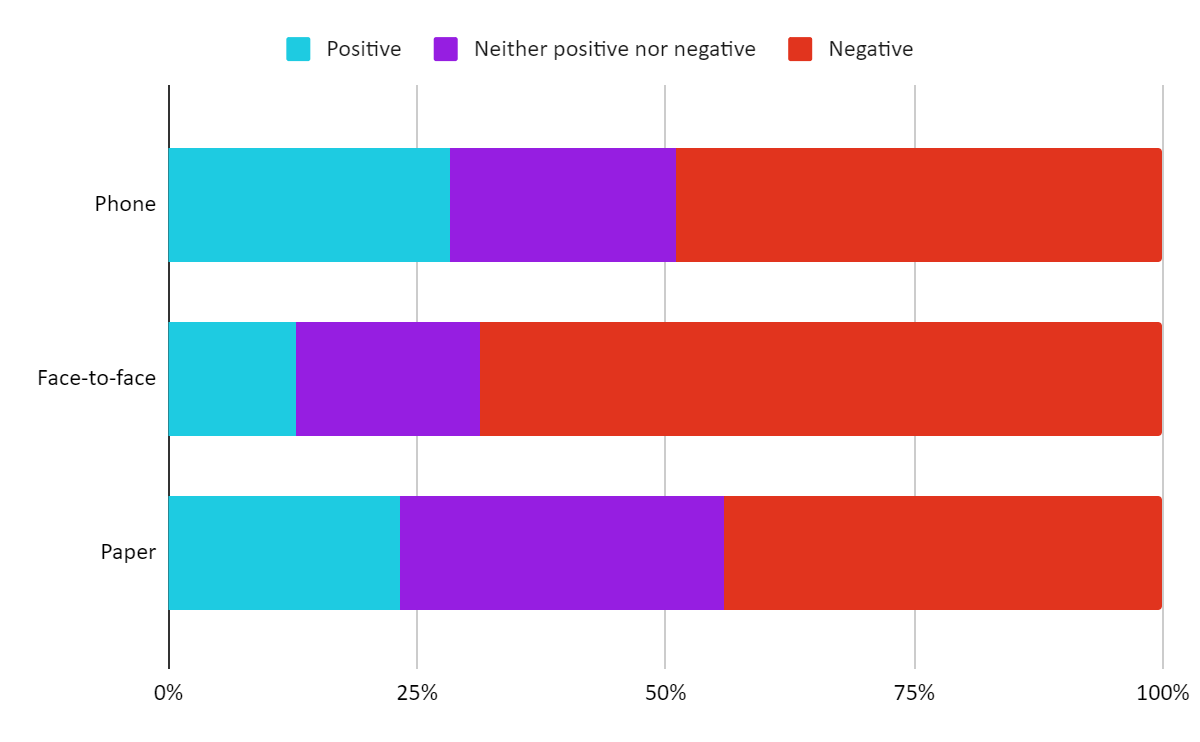 Positive Neither positive nor negative Negative
Phone
Face-to-face
Paper
0% 25% 50% 75% 100%